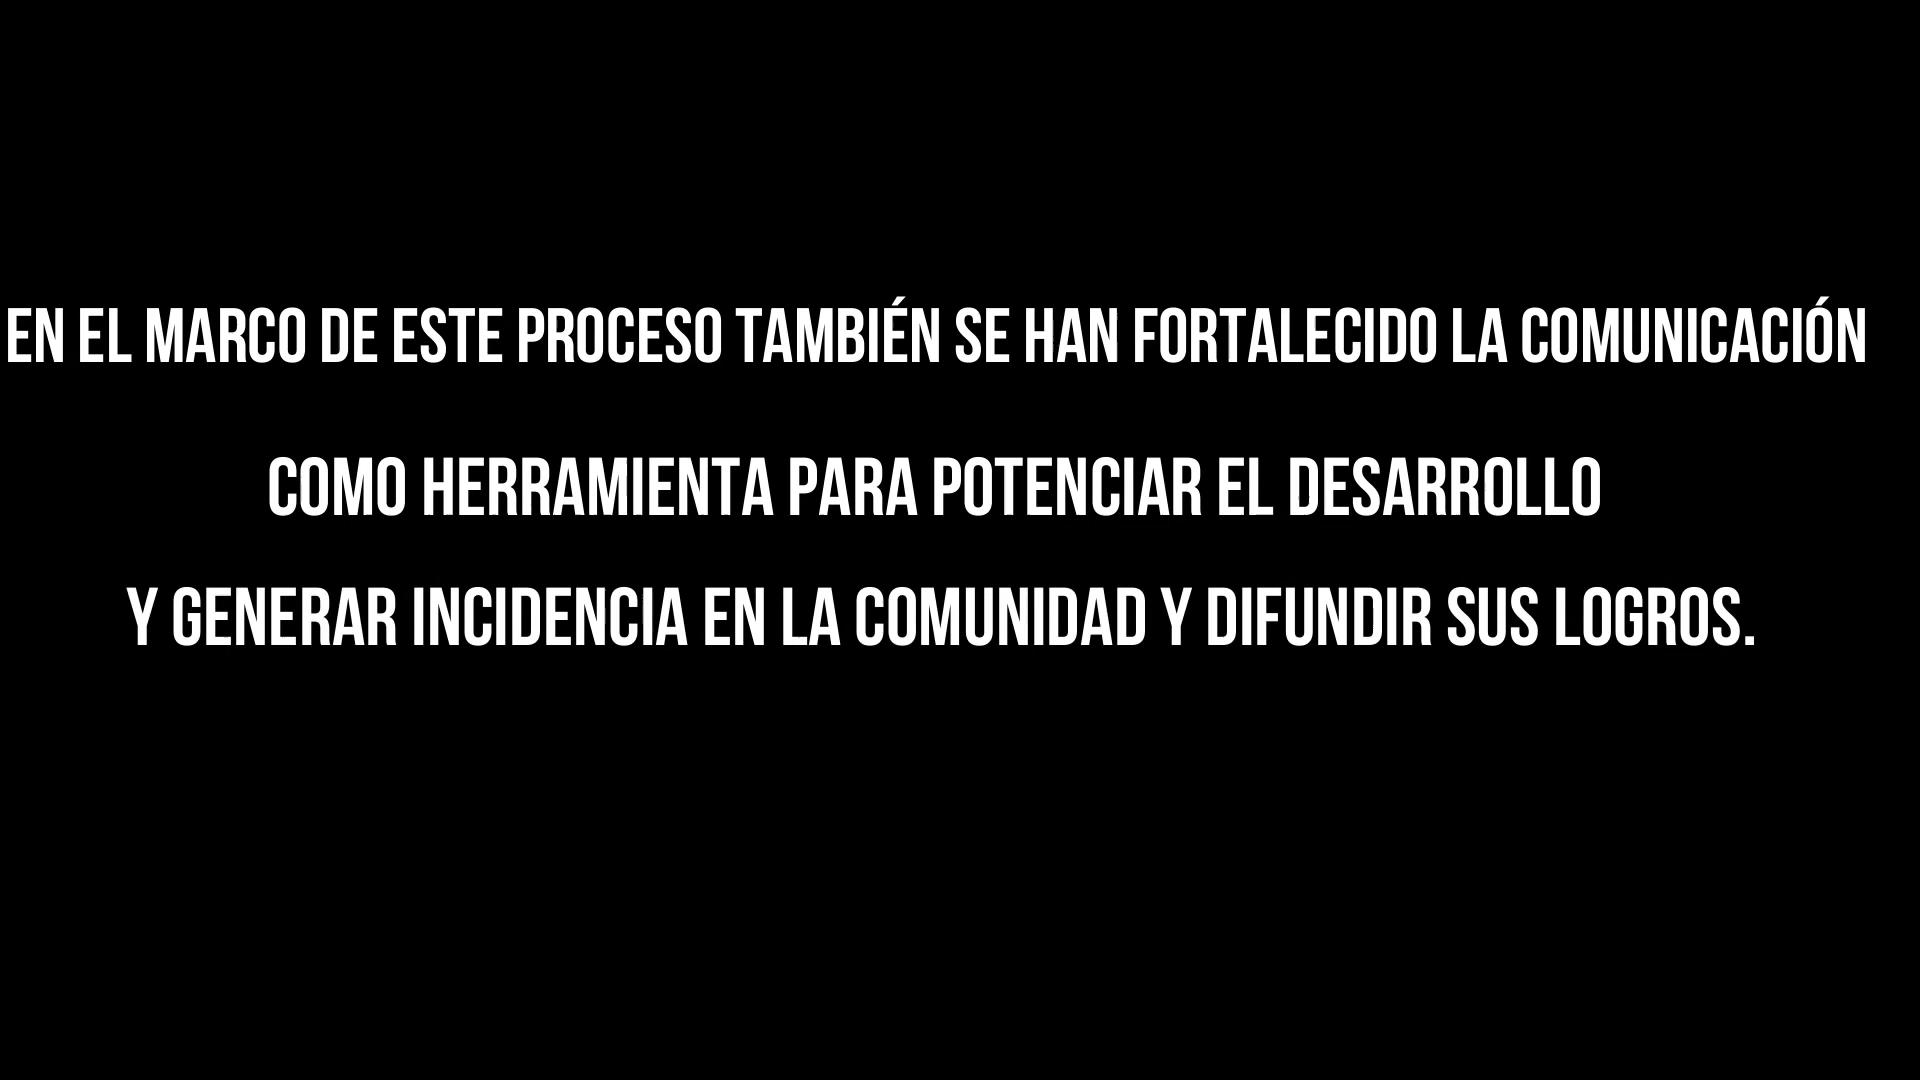 EN EL MARCO DE ESTE PROCESO TAMBIÉN SE HAN FORTALECIDO LA COMUNICACIÓN
COMO HERRAMIENTA PARA POTENCIAR EL DESARROLLO
Y GENERAR INCIDENCIA EN LA COMUNIDAD Y DIFUNDIR SUS LOGROS.